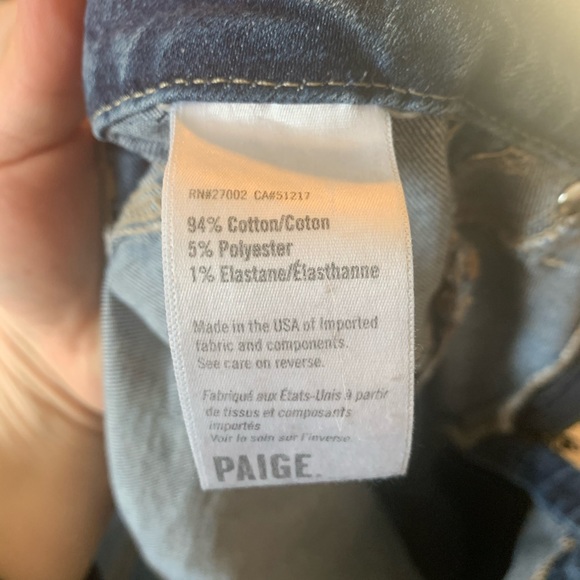 RN#27002 CA#51217
94% Cotton/Coton
5% Polyester
1% Elastane/Élasthanne
Made in the USA of Imported
fabric and components.
See care on reverse.
Fabriqué aux États-Unis à partir
de tissus et composants
importés
Voir la soin sur l'inverse.
PAIGE.